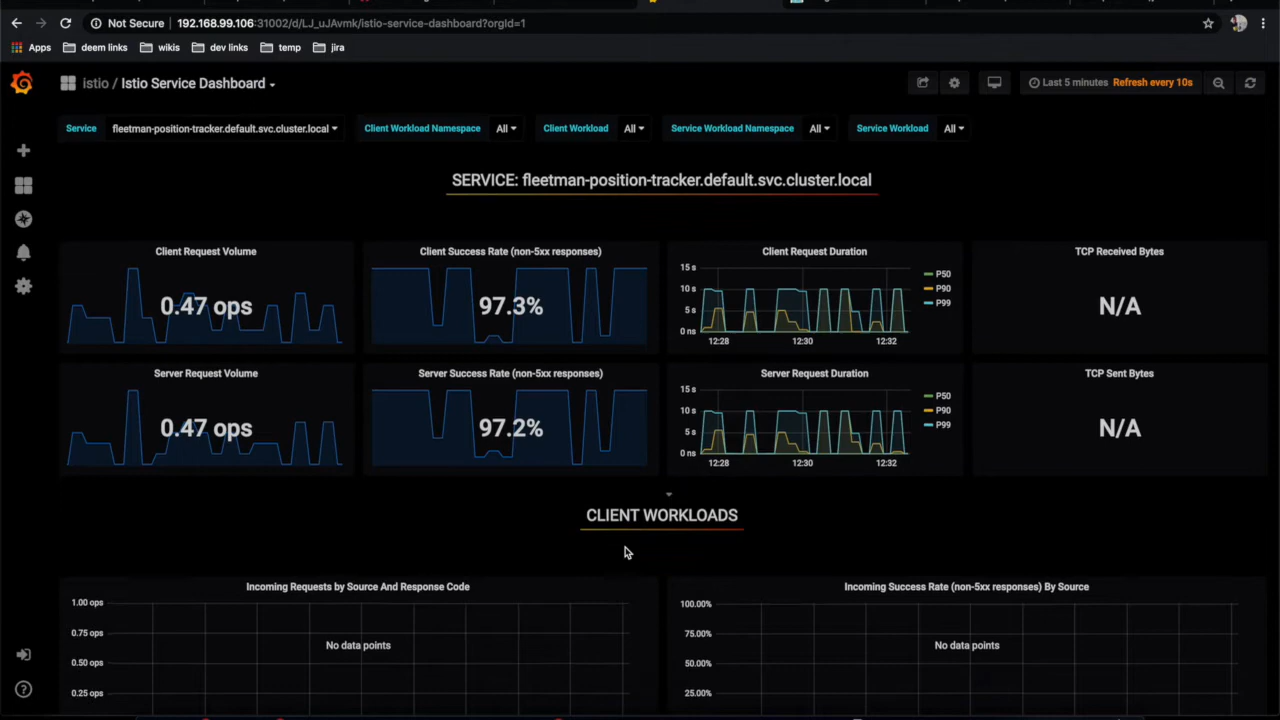 Not Secure 192.168.99.106:31002/d/LJ_uJAvmk/istio-service-dashboard?orgId=1
Apps deem links wikis dev links temp jira
istio / Istio Service Dashboard Last 5 minutes Refresh every 10s
Service fleetman-position-tracker.default.svc.cluster.local Client Workload Namespace All Client Workload All Service Workload Namespace All Service Workload All
SERVICE: fleetman-position-tracker.default.svc.cluster.local
Client Request Volume
0.47 ops
Client Success Rate (non-5xx responses)
97.3%
Client Request Duration
15 s
10 s
5 s
0 ns
12:28 12:30 12:32
P50
P90
P99
TCP Received Bytes
N/A
Server Request Volume
0.47 ops
Server Success Rate (non-5xx responses)
97.2%
Server Request Duration
15 s
10 s
5 s
0 ns
12:28 12:30 12:32
P50
P90
P99
TCP Sent Bytes
N/A
CLIENT WORKLOADS
Incoming Requests by Source And Response Code
1.00 ops
0.75 ops
0.50 ops
0.25 ops
No data points
Incoming Success Rate (non-5xx responses) By Source
100.00%
75.00%
50.00%
25.00%
No data points